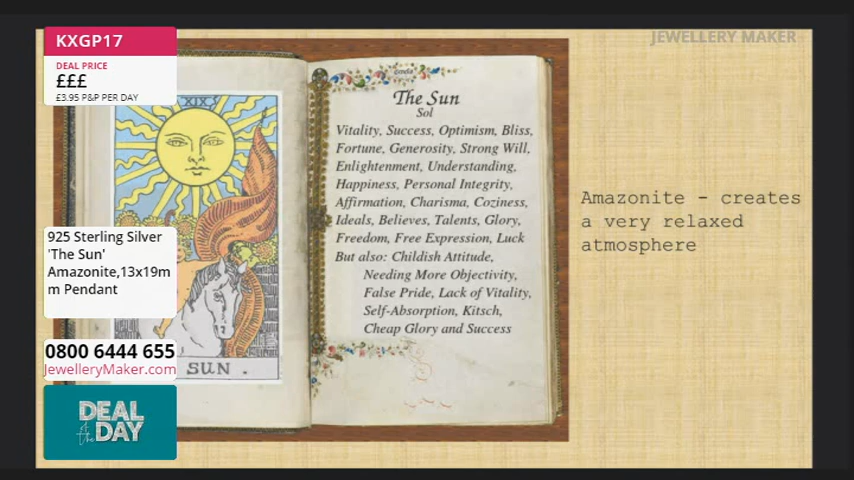 KXGP17
DEAL PRICE
£££
£3.95 P&P PER DAY
925 Sterling Silver
'The Sun'
Amazonite,13x19m
m Pendant
0800 6444 655
JewelleryMaker.com
DEAL
of the
DAY
XIX
SUN.
The Sun
Sol
Vitality, Success, Optimism, Bliss,
Fortune, Generosity, Strong Will,
Enlightenment, Understanding,
Happiness, Personal Integrity,
Affirmation, Charisma, Coziness,
Ideals, Believes, Talents, Glory,
Freedom, Free Expression, Luck
But also: Childish Attitude,
Needing More Objectivity,
False Pride, Lack of Vitality,
Self-Absorption, Kitsch,
Cheap Glory and Success
JEWELLERY MAKER
Amazonite - creates
a very relaxed
atmosphere